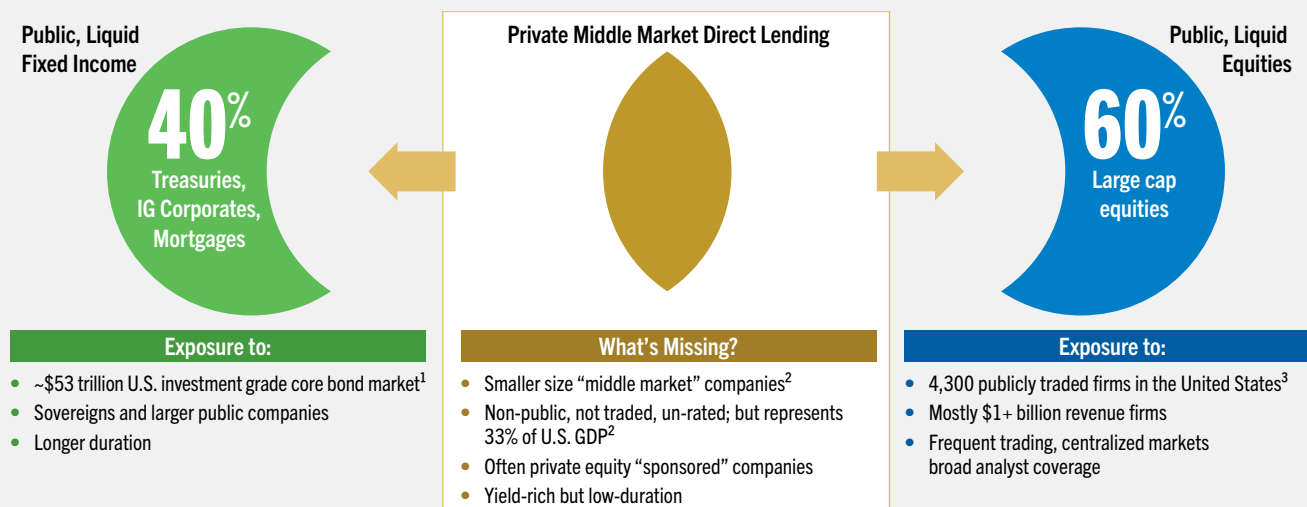 Public, Liquid
Fixed Income
40%
Treasuries,
IG Corporates,
Mortgages
Exposure to:
• ~$53 trillion U.S. investment grade core bond market¹
• Sovereigns and larger public companies
• Longer duration
Private Middle Market Direct Lending
What’s Missing?
• Smaller size “middle market” companies²
• Non-public, not traded, un-rated; but represents
33% of U.S. GDP²
• Often private equity “sponsored” companies
• Yield-rich but low-duration
Public, Liquid
Equities
60%
Large cap
equities
Exposure to:
• 4,300 publicly traded firms in the United States³
• Mostly $1+ billion revenue firms
• Frequent trading, centralized markets
broad analyst coverage